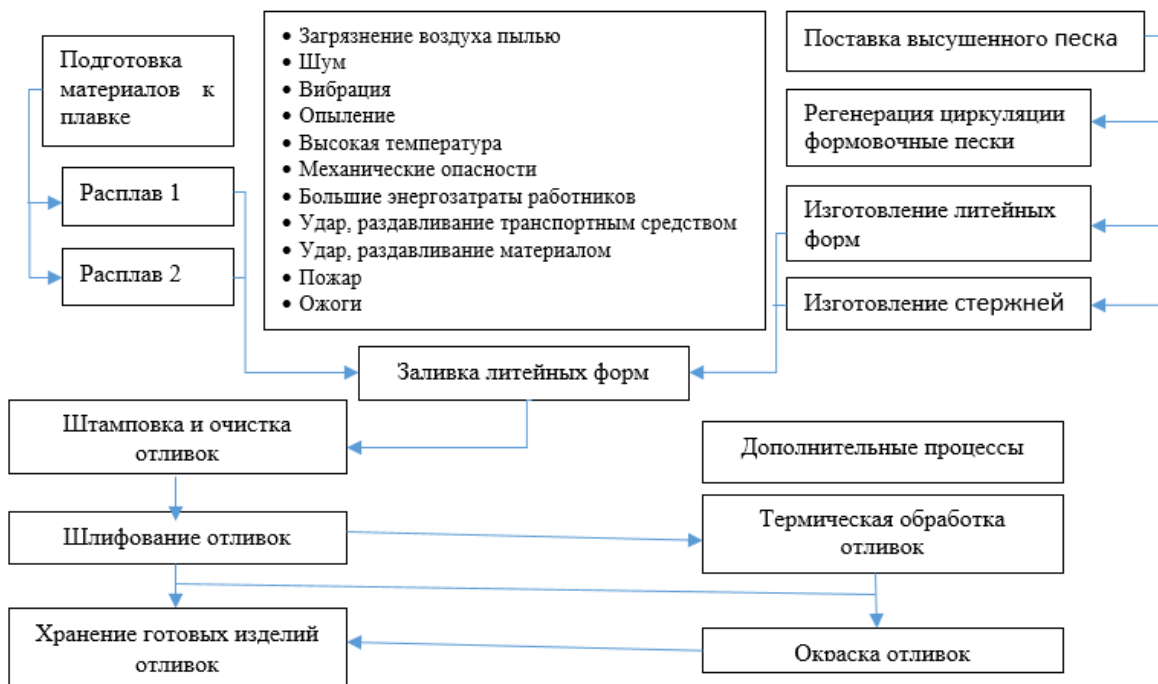 Подготовка
материалов к
плавке
Расплав 1
Расплав 2
• Загрязнение воздуха пылью
• Шум
• Вибрация
• Опыление
• Высокая температура
• Механические опасности
• Большие энергозатраты работников
• Удар, раздавливание транспортным средством
• Удар, раздавливание материалом
• Пожар
• Ожоги
Поставка высушенного песка
Регенерация циркуляции
формовочные пески
Изготовление литейных
форм
Изготовление стержней
Заливка литейных форм
Штамповка и очистка
отливок
Шлифование отливок
Хранение готовых изделий
отливок
Дополнительные процессы
Термическая обработка
отливок
Окраска отливок